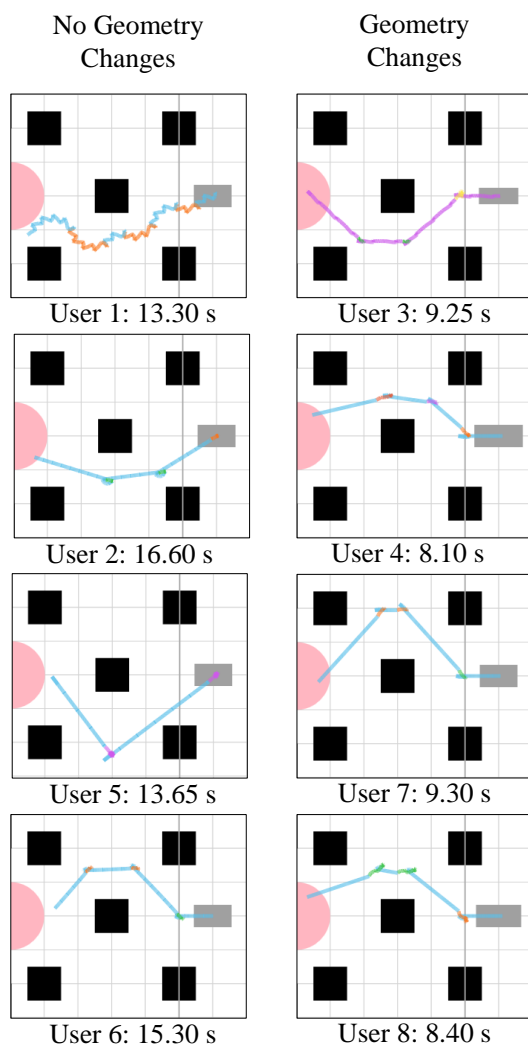 No Geometry
Changes
Geometry
Changes
User 1: 13.30 s
User 3: 9.25 s
User 2: 16.60 s
User 4: 8.10 s
User 5: 13.65 s
User 7: 9.30 s
User 6: 15.30 s
User 8: 8.40 s